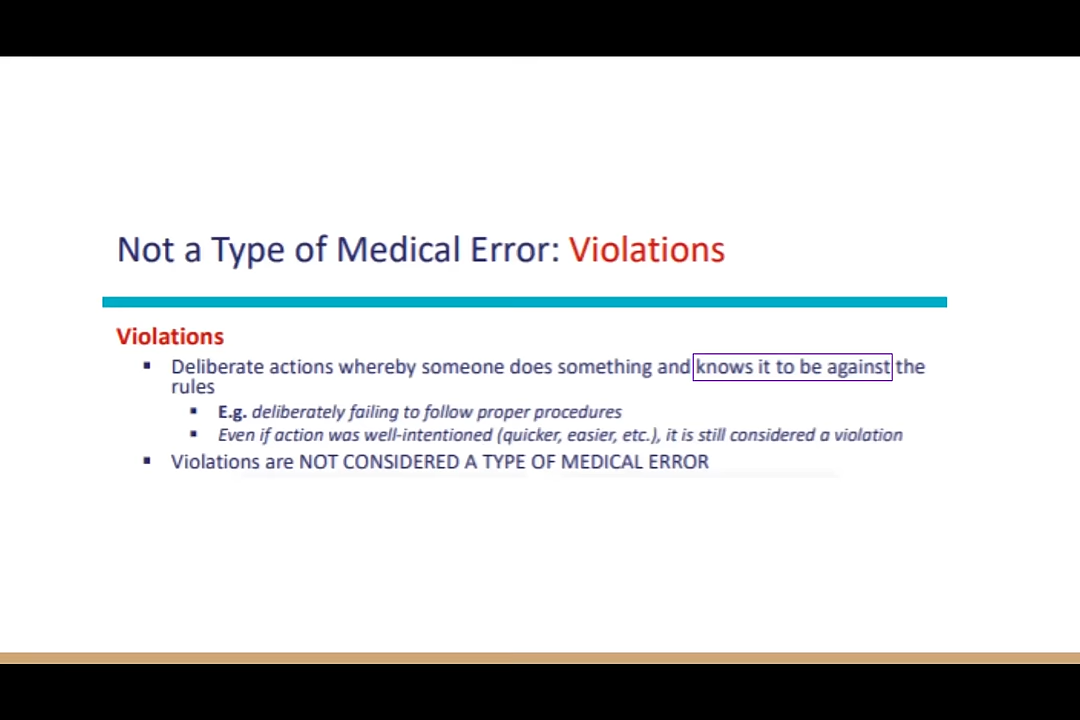 Not a Type of Medical Error: Violations
Violations
▪ Deliberate actions whereby someone does something and knows it to be against the
rules
▪ E.g. deliberately failing to follow proper procedures
▪ Even if action was well-intentioned (quicker, easier, etc.), it is still considered a violation
▪ Violations are NOT CONSIDERED A TYPE OF MEDICAL ERROR